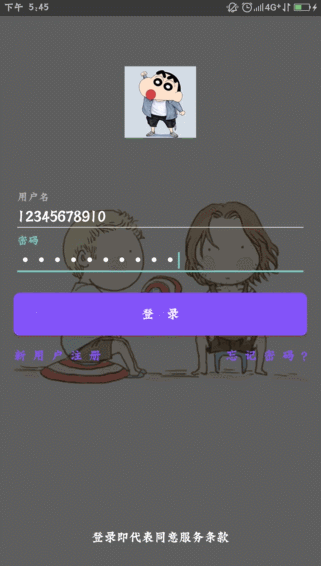 下午 5:45
4G+
用户名
12345678910
密码
••••••••••
登 录
新用户注册 忘记密码?
登录即代表同意服务条款